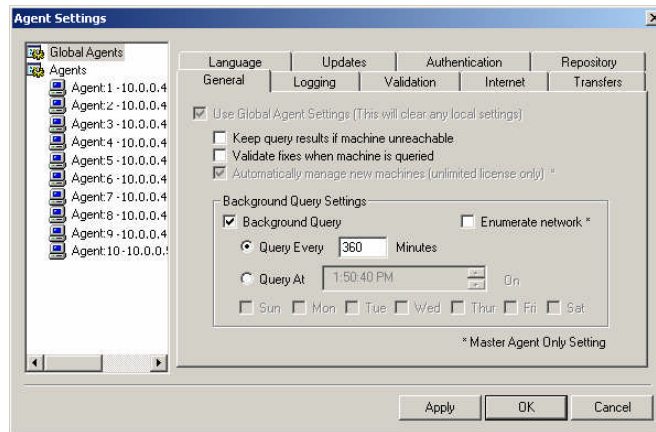 Agent Settings
Global Agents
Agents
Agent:1 -10.0.0.4
Agent:2 -10.0.0.4
Agent:3 -10.0.0.4
Agent:4 -10.0.0.4
Agent:5 -10.0.0.4
Agent:6 -10.0.0.4
Agent:7 -10.0.0.4
Agent:8 -10.0.0.4
Agent:9 -10.0.0.4
Agent:10 -10.0.0.5
Language Updates Authentication Repository
General Logging Validation Internet Transfers
Use Global Agent Settings (This will clear any local settings)
Keep query results if machine unreachable
Validate fixes when machine is queried
Automatically manage new machines (unlimited license only) *
Background Query Settings
Background Query Enumerate network *
Query Every 360 Minutes
Query At 1:50:40 PM On
Sun Mon Tue Wed Thur Fri Sat
* Master Agent Only Setting
Apply OK Cancel